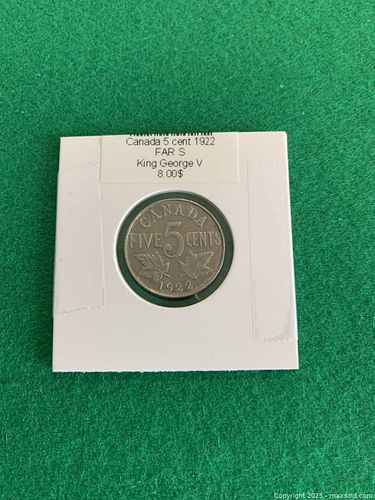 Canada 5 cent 1922
FAR S
King George V
8.00$
CANADA
FIVE 5 CENTS
1922
Copyright 2025 - maxsold.com